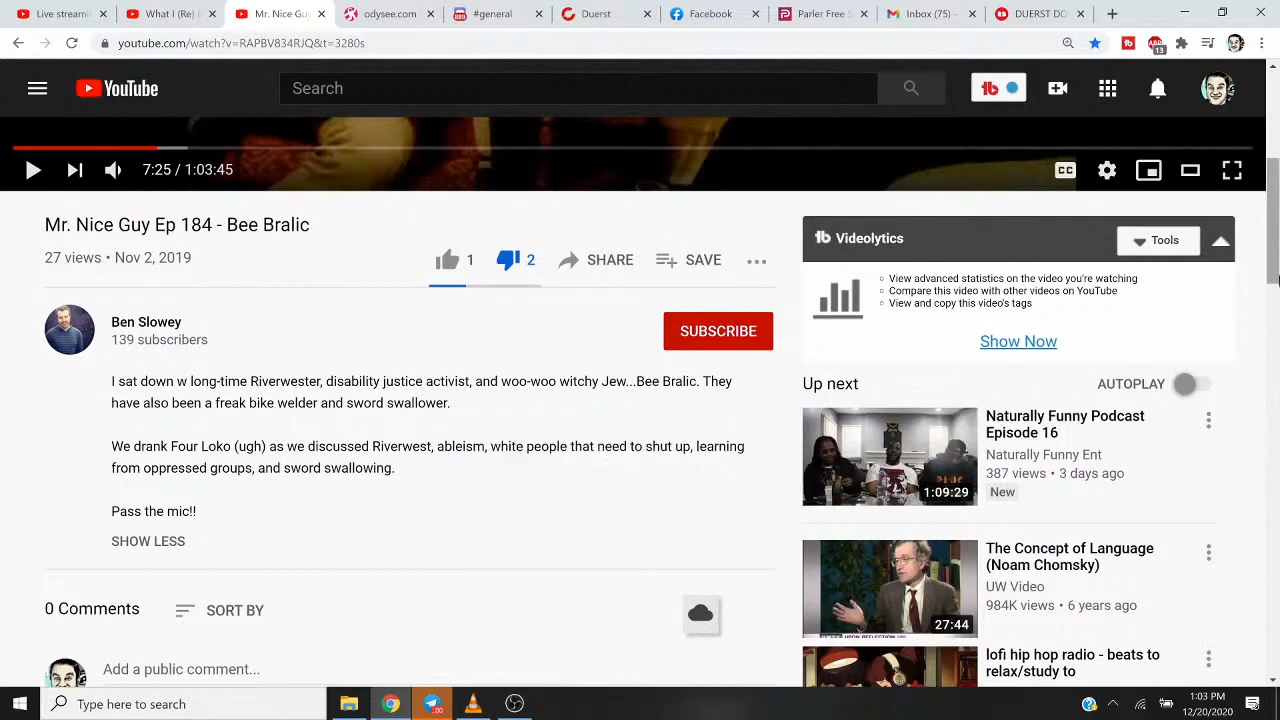 Live stream
What I (Re)
Mr. Nice Guy
odysee.com
#general
Duerst
Facebook
Parler Free S
Inbox (75) -
DUERST DO
youtube.com/watch?v=RAPBV834RJQ&t=3280s
13
YouTube
Search
tb
7:25 / 1:03:45
CC
Mr. Nice Guy Ep 184 - Bee Bralic
27 views • Nov 2, 2019
1
2
SHARE
SAVE
Ben Slowey
139 subscribers
SUBSCRIBE
I sat down w long-time Riverwester, disability justice activist, and woo-woo witchy Jew...Bee Bralic. They
have also been a freak bike welder and sword swallower.
We drank Four Loko (ugh) as we discussed Riverwest, ableism, white people that need to shut up, learning
from oppressed groups, and sword swallowing.
Pass the mic!!
SHOW LESS
0 Comments
SORT BY
Add a public comment...
tb Videolytics
Tools
View advanced statistics on the video you're watching
Compare this video with other videos on YouTube
View and copy this video's tags
Show Now
Up next
AUTOPLAY
Naturally Funny Podcast
Episode 16
Naturally Funny Ent
387 views • 3 days ago
New
1:09:29
The Concept of Language
(Noam Chomsky)
UW Video
984K views • 6 years ago
27:44
UPON REFLECTION
lofi hip hop radio - beats to
relax/study to
Type here to search
1:03 PM
12/20/2020